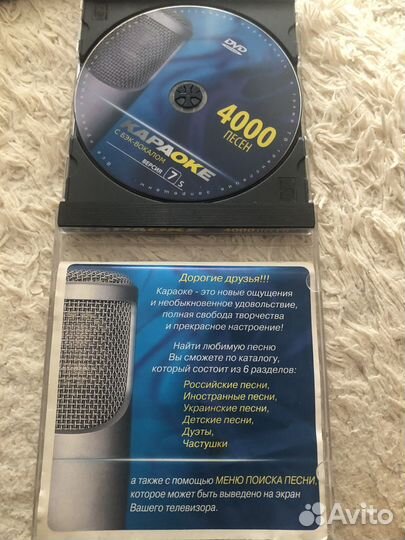 DVD
4000
ПЕСЕН
КАРАОКЕ
С БЭК-ВОКАЛОМ
ВЕРСИЯ 7s
Дорогие друзья!!!
Караоке - это новые ощущения
и необыкновенное удовольствие,
полная свобода творчества
и прекрасное настроение!
Найти любимую песню
Вы сможете по каталогу,
который состоит из 6 разделов:
Российские песни,
Иностранные песни,
Украинские песни,
Детские песни,
Дуэты,
Частушки
а также с помощью МЕНЮ ПОИСКА ПЕСНИ,
которое может быть выведено на экран
Вашего телевизора.
Avito